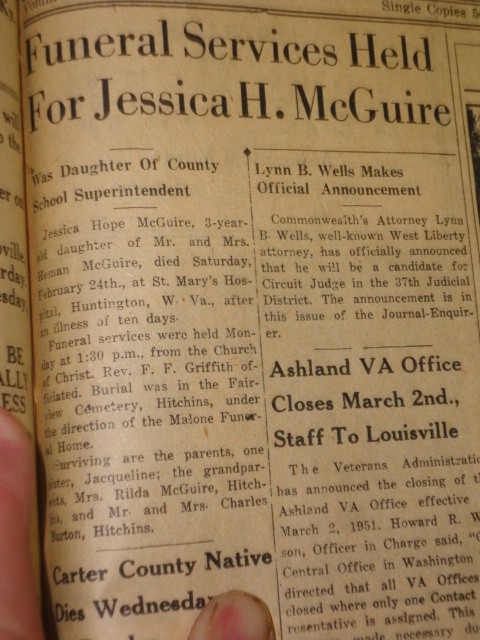 Single Copies
Funeral Services Held
For Jessica H. McGuire
Was Daughter Of County
School Superintendent
Jessica Hope McGuire, 3-year-
old daughter of Mr. and Mrs.
Heman McGuire, died Saturday,
February 24th., at St. Mary's Hos-
pital, Huntington, W. Va., after
an illness of ten days.
Funeral services were held Mon-
day at 1:30 p.m., from the Church
of Christ. Rev. F. F. Griffith of-
ficiated. Burial was in the Fair-
view Cemetery, Hitchins, under
the direction of the Malone Funer-
al Home.
Surviving are the parents, one
sister, Jacqueline; the grandpar-
ents, Mrs. Rilda McGuire, Hitch-
ins, and Mr. and Mrs. Charles
Burton, Hitchins.
Carter County Native
Dies Wednesday
Lynn B. Wells Makes
Official Announcement
Commonwealth's Attorney Lynn
B. Wells, well-known West Liberty
attorney, has officially announced
that he will be a candidate for
Circuit Judge in the 37th Judicial
District. The announcement is in
this issue of the Journal-Enquir-
er.
Ashland VA Office
Closes March 2nd.,
Staff To Louisville
The Veterans Administratio
has announced the closing of th
Ashland VA Office effective
March 2, 1951. Howard R. W
son, Officer in Charge said, "
Central Office in Washington
directed that all VA Offices
closed where only one Contact
resentative is assigned. This
made necessary du